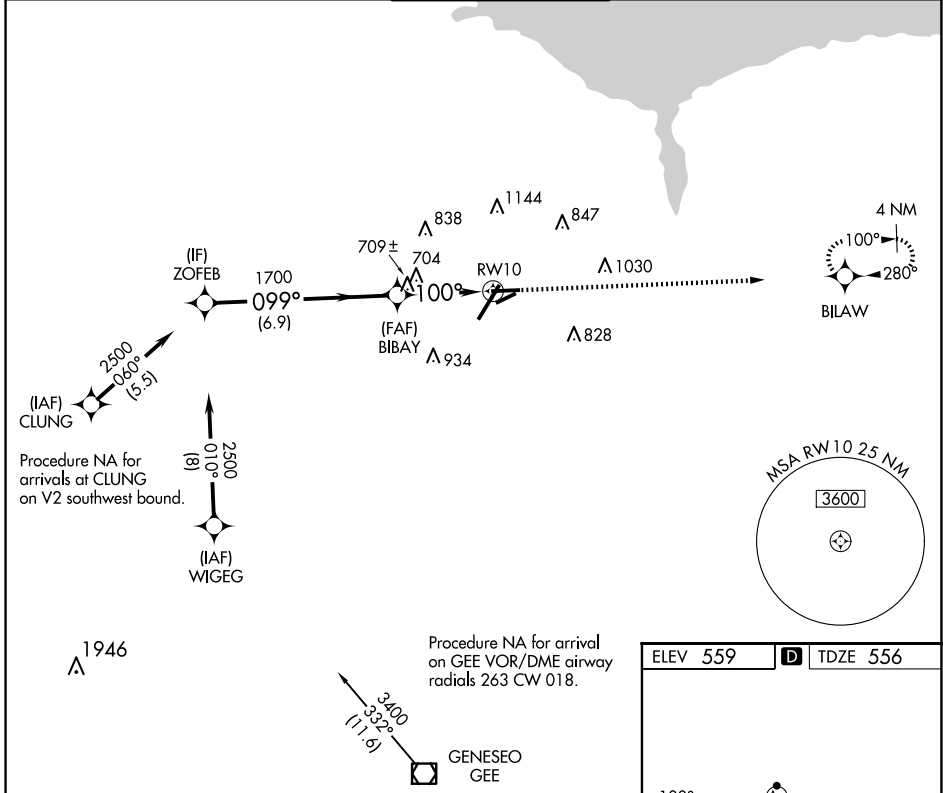 1144
838
847
4 NM
709±
704
100°
(IF)
ZOFEB
1700
RW10
1030
280°
099°
100°
(6.9)
BILAW
(FAF)
BIBAY
828
934
2500
060°
(5.5)
(IAF)
CLUNG
2500
010°
(8)
Procedure NA for
arrivals at CLUNG
on V2 southwest bound.
MSA RW10 25 NM
3600
(IAF)
WIGEG
1946
Procedure NA for arrival
on GEE VOR/DME airway
radials 263 CW 018.
ELEV 559 D TDZE 556
3400
332°
(11.6)
GENESEO
GEE